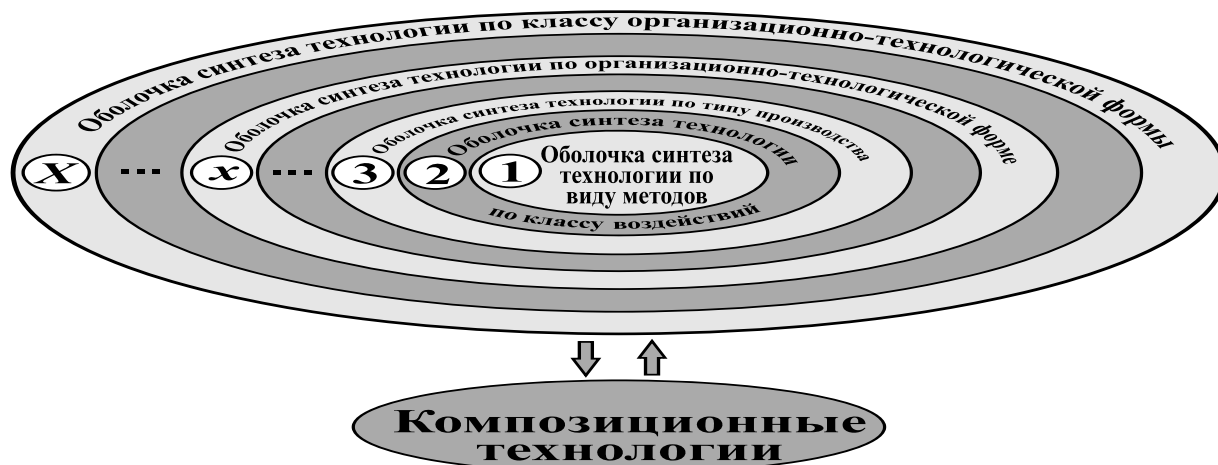 Оболочка синтеза технологии по классу организационно-технологической формы
Оболочка синтеза технологии по организационно-технологической форме
Оболочка синтеза технологии по типу производства
Оболочка синтеза технологии
по классу воздействий
X ... x ... 3 2 1
Оболочка синтеза
технологии по
виду методов
Композиционные
технологии